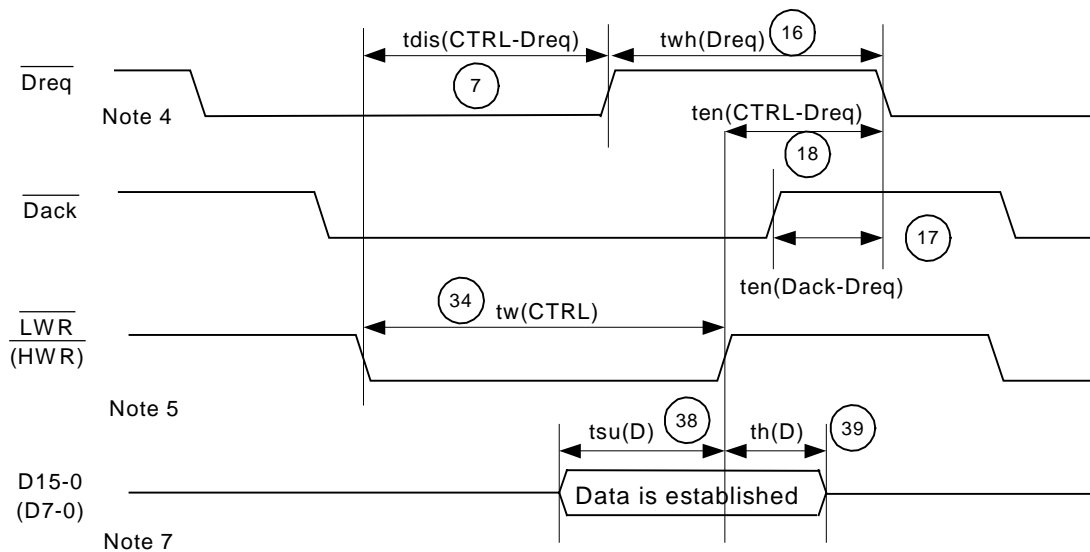 tdis(CTRL-Dreq)
twh(Dreq)
16
Dreq
7
Note 4
ten(CTRL-Dreq)
18
Dack
17
ten(Dack-Dreq)
34
tw(CTRL)
LWR
(HWR)
Note 5
tsu(D)
38
th(D)
39
D15-0
(D7-0)
Data is established
Note 7